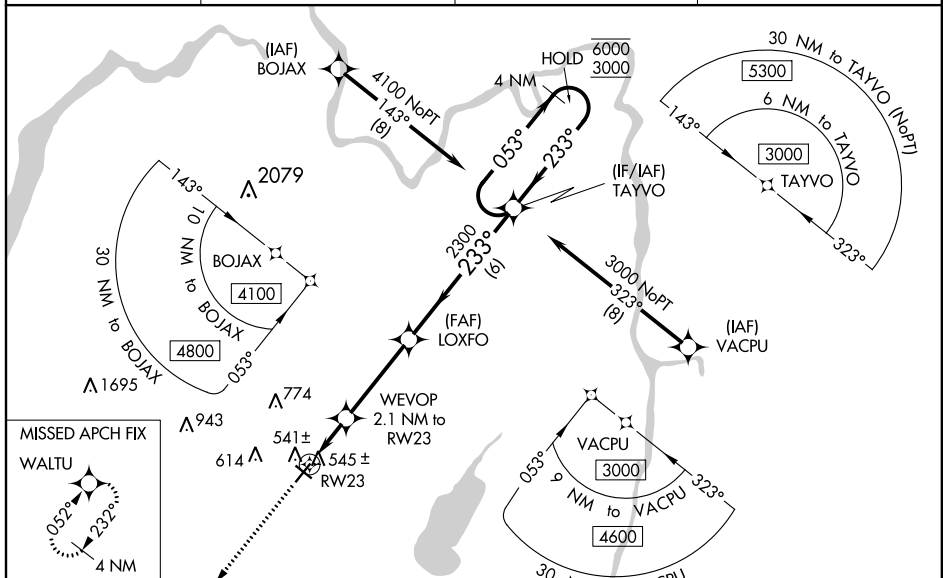 (IAF)
BOJAX
4100 NoPT
143°
(8)
HOLD
6000
3000
4 NM
053°
233°
(IF/IAF)
TAYVO
30 NM to TAYVO (NoPT)
5300
6 NM to TAYVO
3000
143°
TAYVO
323°
2079
143°
BOJAX
10 NM to BOJAX
4100
30 NM to BOJAX
4800
053°
2300
233°
(6)
(FAF)
LOXFO
3000 NoPT
323°
(8)
(IAF)
VACPU
1695
943
774
614
541±
545±
WEVOP
2.1 NM to
RW23
RW23
VACPU
3000
053°
323°
9 NM to VACPU
4600
MISSED APCH FIX
WALTU
052°
232°
4 NM